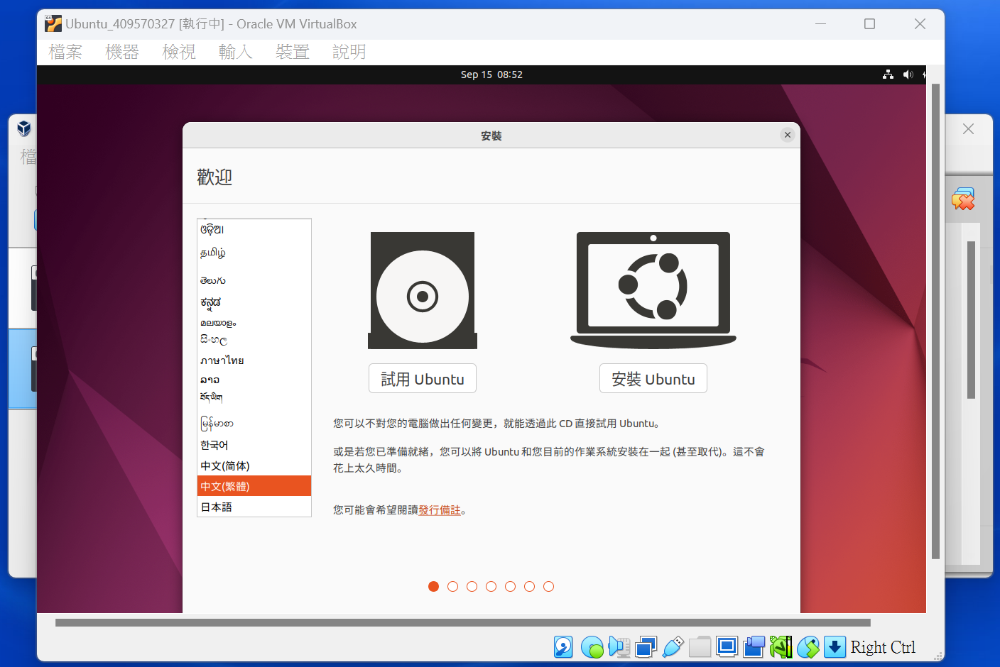 Ubuntu_409570327 [執行中] - Oracle VM VirtualBox
檔案 機器 檢視 輸入 裝置 說明
Sep 15 08:52
檔
安裝
歡迎
ଓଡ଼ିଆ
தமிழ்
తెలుగు
ಕನ್ನಡ
മലയാളം
සිංහල
ภาษาไทย
ລາວ
བོད་ཡིག
မြန်မာစာ
한국어
中文(简体)
中文(繁體)
日本語
試用 Ubuntu
安裝 Ubuntu
您可以不對您的電腦做出任何變更，就能透過此 CD 直接試用 Ubuntu。
或是若您已準備就緒，您可以將 Ubuntu 和您目前的作業系統安裝在一起 (甚至取代)。這不會
花上太久時間。
您可能會希望閱讀發行備註。
Right Ctrl